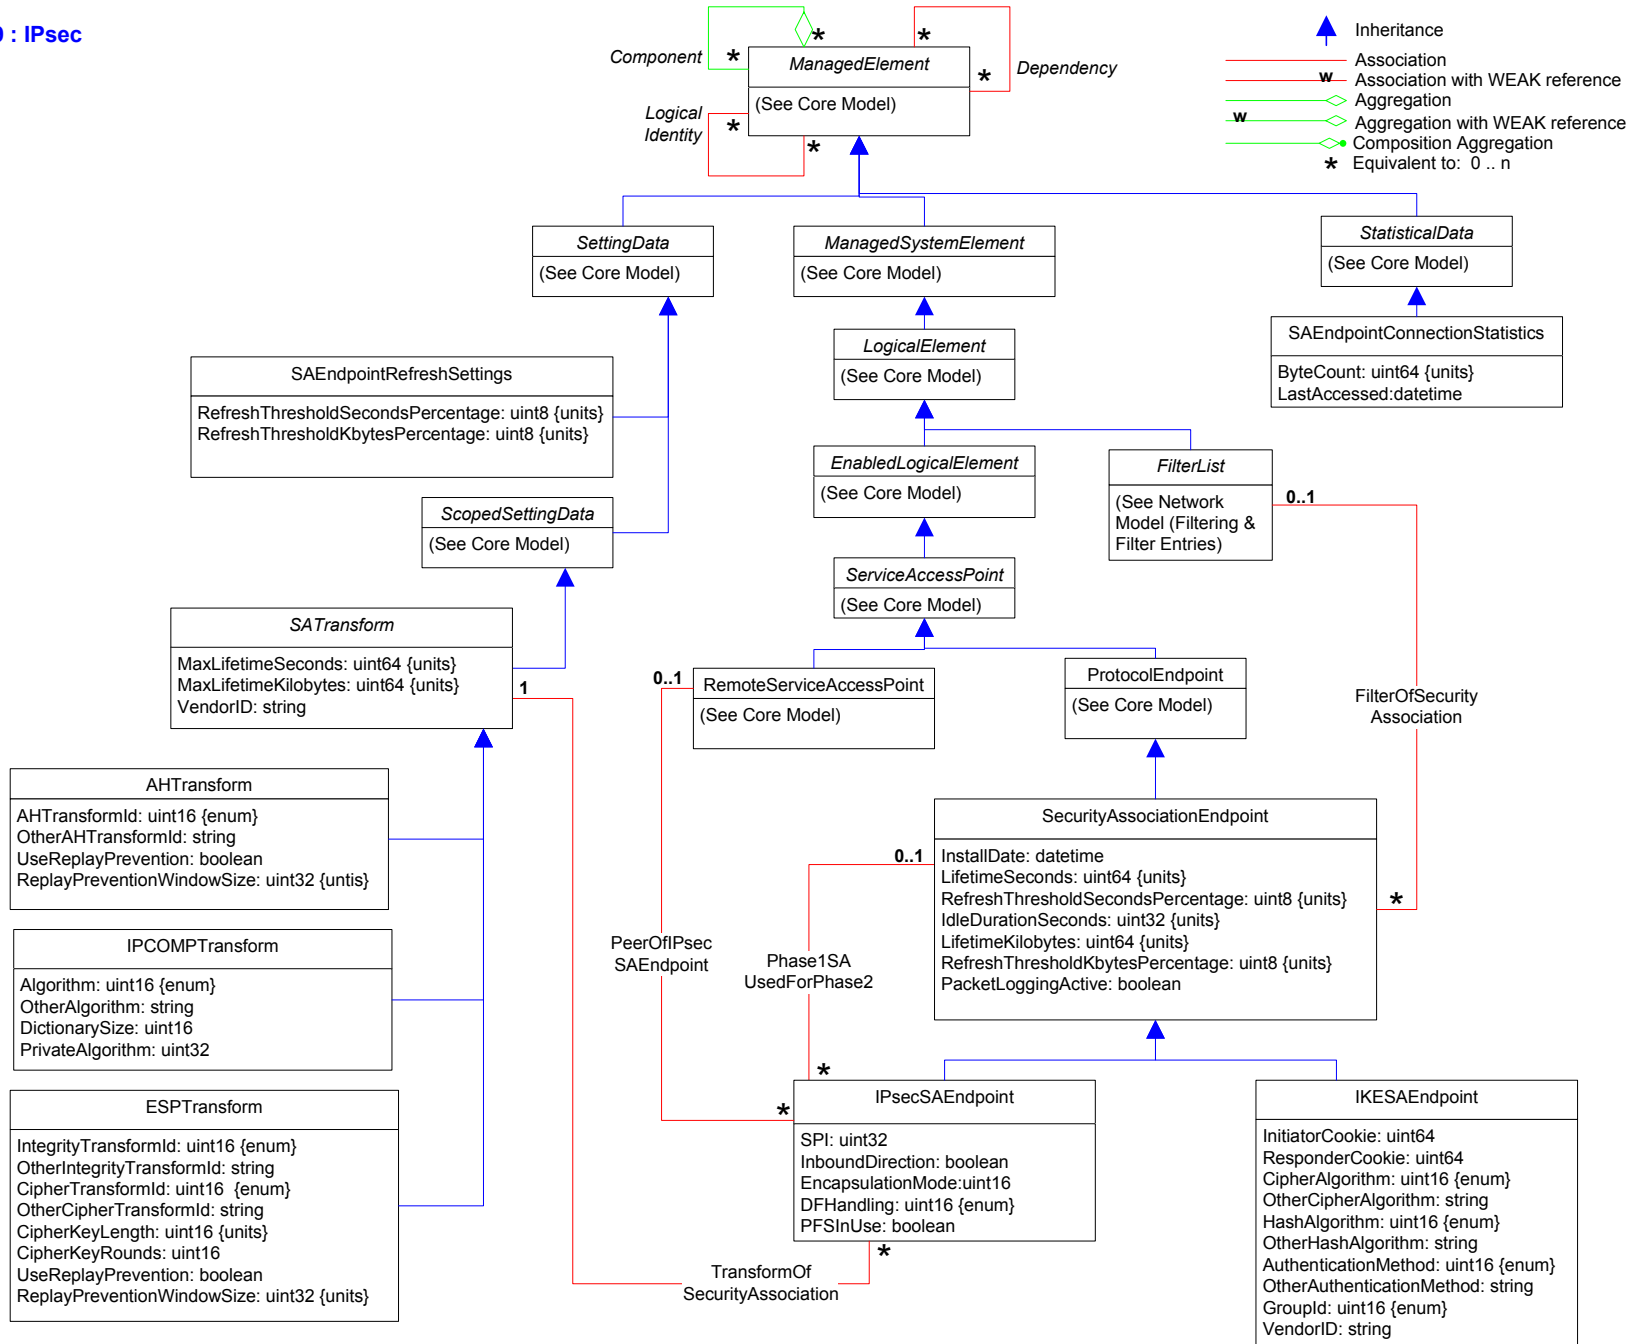 : IPsec
Component
*
*
ManagedElement
(See Core Model)
*
*
Dependency
Logical
Identity
*
*
Inheritance
Association
w
Association with WEAK reference
Aggregation
w
Aggregation with WEAK reference
Composition Aggregation
*
Equivalent to: 0 .. n
SettingData
(See Core Model)
ManagedSystemElement
(See Core Model)
StatisticalData
(See Core Model)
SAEndpointConnectionStatistics
ByteCount: uint64 {units}
LastAccessed:datetime
LogicalElement
(See Core Model)
SAEndpointRefreshSettings
RefreshThresholdSecondsPercentage: uint8 {units}
RefreshThresholdKbytesPercentage: uint8 {units}
EnabledLogicalElement
(See Core Model)
FilterList
(See Network
Model (Filtering &
Filter Entries)
0..1
ScopedSettingData
(See Core Model)
ServiceAccessPoint
(See Core Model)
SATransform
MaxLifetimeSeconds: uint64 {units}
MaxLifetimeKilobytes: uint64 {units}
VendorID: string
1
0..1
RemoteServiceAccessPoint
(See Core Model)
ProtocolEndpoint
(See Core Model)
FilterOfSecurity
Association
AHTransform
AHTransformId: uint16 {enum}
OtherAHTransformId: string
UseReplayPrevention: boolean
ReplayPreventionWindowSize: uint32 {untis}
SecurityAssociationEndpoint
InstallDate: datetime
LifetimeSeconds: uint64 {units}
RefreshThresholdSecondsPercentage: uint8 {units}
IdleDurationSeconds: uint32 {units}
LifetimeKilobytes: uint64 {units}
RefreshThresholdKbytesPercentage: uint8 {units}
PacketLoggingActive: boolean
0..1
*
IPCOMPTransform
Algorithm: uint16 {enum}
OtherAlgorithm: string
DictionarySize: uint16
PrivateAlgorithm: uint32
PeerOfIPsec
SAEndpoint
Phase1SA
UsedForPhase2
*
*
ESPTransform
IntegrityTransformId: uint16 {enum}
OtherIntegrityTransformId: string
CipherTransformId: uint16 {enum}
OtherCipherTransformId: string
CipherKeyLength: uint16 {units}
CipherKeyRounds: uint16
UseReplayPrevention: boolean
ReplayPreventionWindowSize: uint32 {units}
IPsecSAEndpoint
SPI: uint32
InboundDirection: boolean
EncapsulationMode:uint16
DFHandling: uint16 {enum}
PFSInUse: boolean
*
TransformOf
SecurityAssociation
IKESAEndpoint
InitiatorCookie: uint64
ResponderCookie: uint64
CipherAlgorithm: uint16 {enum}
OtherCipherAlgorithm: string
HashAlgorithm: uint16 {enum}
OtherHashAlgorithm: string
AuthenticationMethod: uint16 {enum}
OtherAuthenticationMethod: string
GroupId: uint16 {enum}
VendorID: string